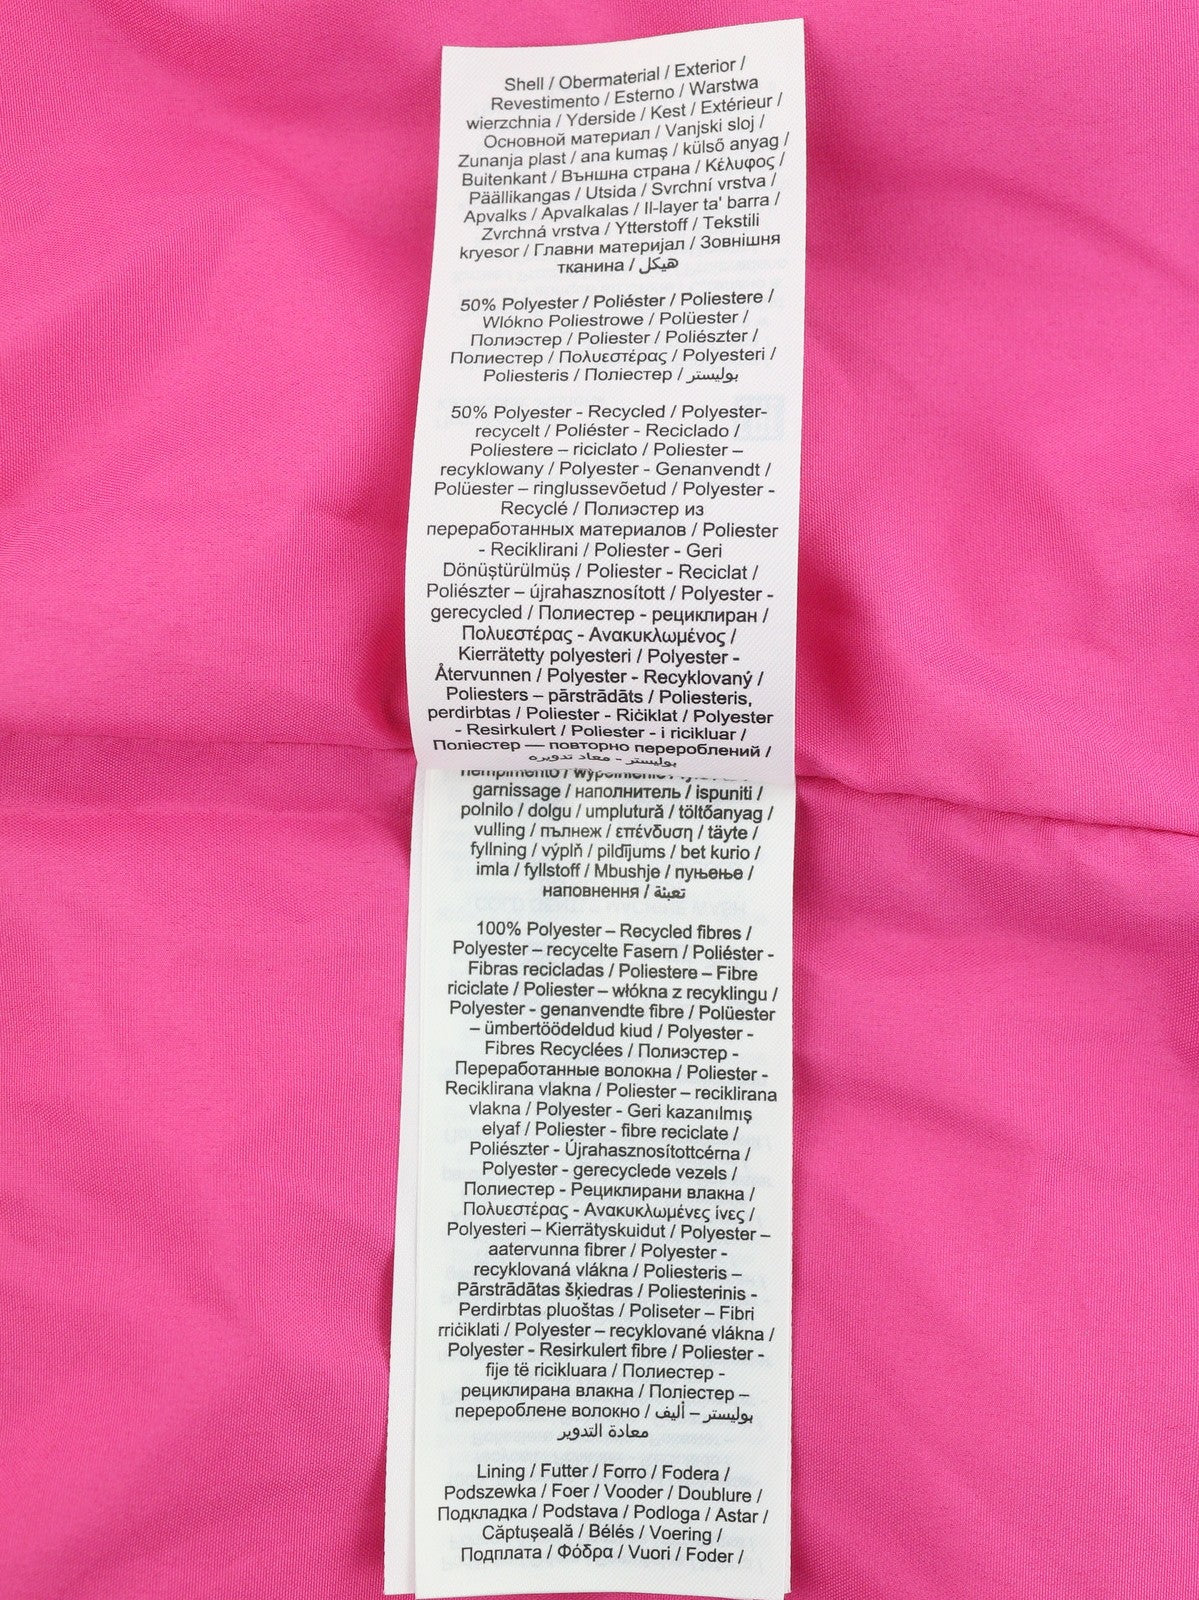 Shell / Obermaterial / Exterior /
Revestimento / Esterno / Warstwa
wierzchnia / Yderside / Kest / Extérieur /
Основной материал / Vanjski sloj /
Zunanja plast / ana kumaş / külső anyag /
Buitenkant / Външна страна / Κέλυφος /
Päällikangas / Utsida / Svrchní vrstva /
Apvalks / Apvalkalas / Il-layer ta' barra /
Zvrchná vrstva / Ytterstoff / Tekstili
kryesor / Главни материјал / Зовнішня
тканина / هيكل
50% Polyester / Poliéster / Poliestere /
Wlókno Poliestrowe / Polüester /
Полиэстер / Poliester / Poliészter /
Полиестер / Πολυεστέρας / Polyesteri /
Poliesteris / Поліестер / بوليستر
50% Polyester - Recycled / Polyester-
recycelt / Poliéster - Reciclado /
Poliestere – riciclato / Poliester –
recyklowany / Polyester - Genanvendt /
Polüester – ringlussevõetud / Polyester -
Recyclé / Полиэстер из
переработанных материалов / Poliester
- Reciklirani / Poliester - Geri
Dönüştürülmüş / Poliester - Reciclat /
Poliészter – újrahasznosított / Polyester -
gerecycled / Полиестер - рециклиран /
Πολυεστέρας - Ανακυκλωμένος /
Kierrätetty polyesteri / Polyester -
Återvunnen / Polyester - Recyklovaný /
Poliesters – pārstrādāts / Poliesteris,
perdirbtas / Poliester - Riċiklat / Polyester
- Resirkulert / Poliester - i ricikluar /
Поліестер — повторно перероблений /
بوليستر - معاد تدويره
garnissage / наполнитель / ispuniti /
polnilo / dolgu / umplutură / töltőanyag /
vulling / пълнеж / επένδυση / täyte /
fyllning / výplň / pildījums / bet kurio /
imla / fyllstoff / Mbushje / пуњење /
наповнення / تعبئة
100% Polyester – Recycled fibres /
Polyester – recycelte Fasern / Poliéster -
Fibras recicladas / Poliestere – Fibre
riciclate / Poliester – włókna z recyklingu /
Polyester - genanvendte fibre / Polüester
– ümbertöödeldud kiud / Polyester -
Fibres Recyclées / Полиэстер -
Переработанные волокна / Poliester -
Reciklirana vlakna / Poliester – reciklirana
vlakna / Polyester - Geri kazanılmış
elyaf / Poliester - fibre reciclate /
Poliészter - Újrahasznosítottcérna /
Polyester - gerecyclede vezels /
Полиестер - Рециклирани влакна /
Πολυεστέρας - Ανακυκλωμένες ίνες /
Polyesteri – Kierrätyskuidut / Polyester –
aatervunna fibrer / Polyester -
recyklovaná vlákna / Poliesteris –
Pārstrādātas šķiedras / Poliesterinis -
Perdirbtas pluoštas / Poliseter – Fibri
rriċiklati / Polyester – recyklované vlákna /
Polyester - Resirkulert fibre / Poliester -
fije të ricikluara / Полиестер -
рециклирана влакна / Поліестер –
перероблене волокно / بوليستر – أليف
معادة التدوير
Lining / Futter / Forro / Fodera /
Podszewka / Foer / Vooder / Doublure /
Подкладка / Podstava / Podloga / Astar /
Căptuşeală / Bélés / Voering /
Подплата / Φόδρα / Vuori / Foder /